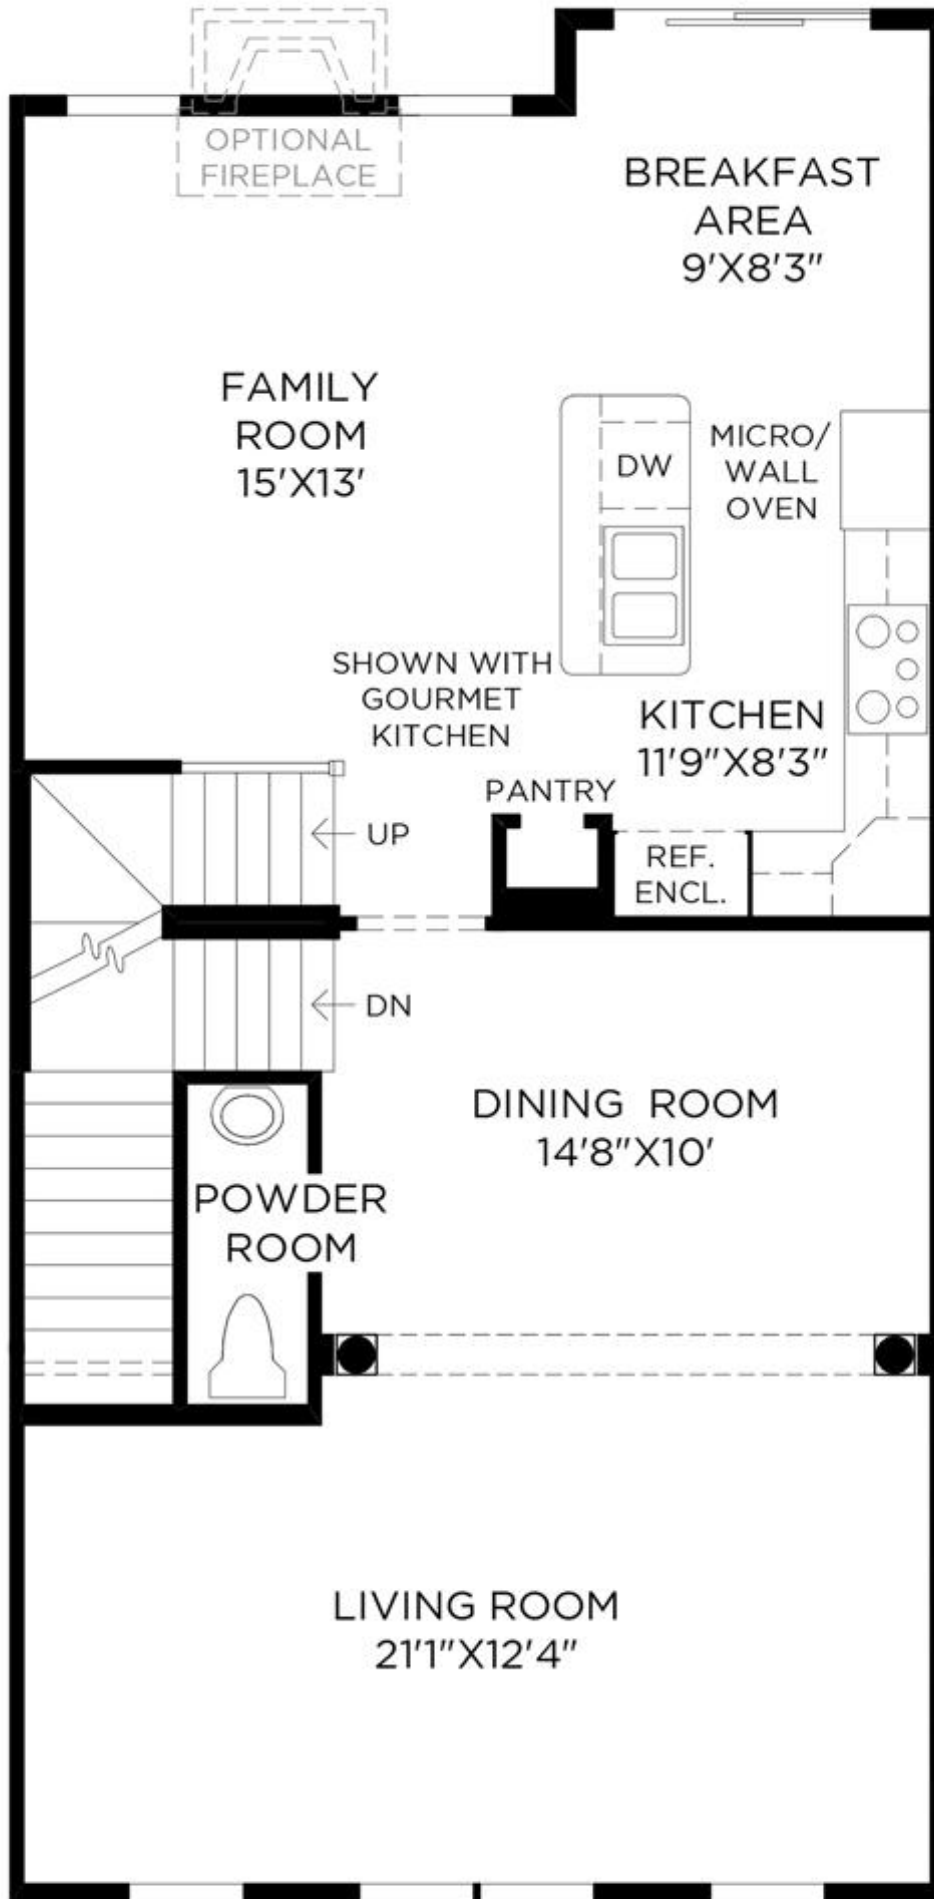 OPTIONAL
FIREPLACE
BREAKFAST
AREA
9'X8'3"
FAMILY
ROOM
15'X13'
DW
MICRO/
WALL
OVEN
SHOWN WITH
GOURMET
KITCHEN
KITCHEN
11'9"X8'3"
PANTRY
UP
REF.
ENCL.
DN
DINING ROOM
14'8"X10'
POWDER
ROOM
LIVING ROOM
21'1"X12'4"